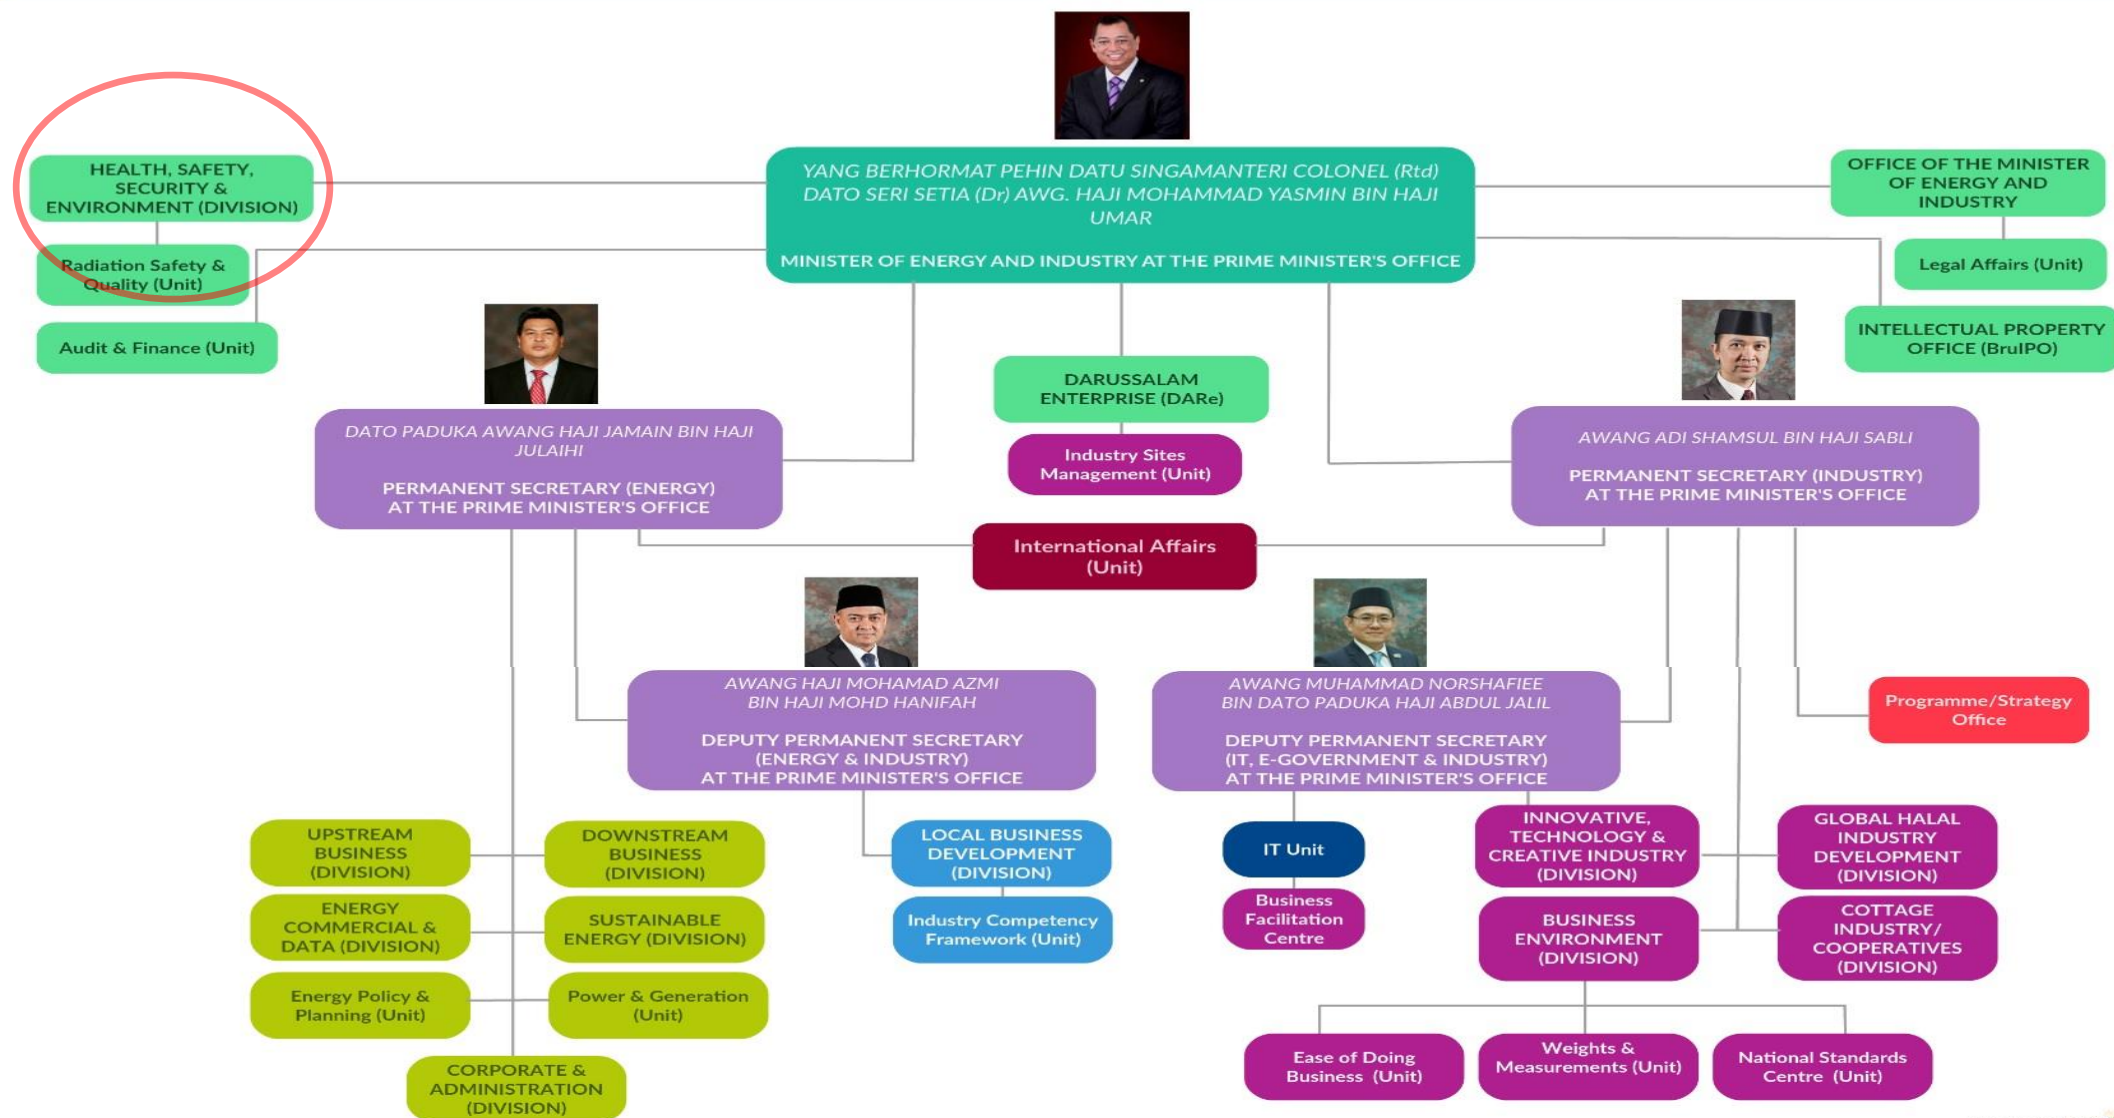 HEALTH, SAFETY,
SECURITY &
ENVIRONMENT (DIVISION)
Radiation Safety &
Quality (Unit)
Audit & Finance (Unit)
YANG BERHORMAT PEHIN DATU SINGAMANTERI COLONEL (Rtd)
DATO SERI SETIA (Dr) AWG. HAJI MOHAMMAD YASMIN BIN HAJI
UMAR
MINISTER OF ENERGY AND INDUSTRY AT THE PRIME MINISTER'S OFFICE
OFFICE OF THE MINISTER
OF ENERGY AND
INDUSTRY
Legal Affairs (Unit)
INTELLECTUAL PROPERTY
OFFICE (BruIPO)
DARUSSALAM
ENTERPRISE (DARe)
Industry Sites
Management (Unit)
DATO PADUKA AWANG HAJI JAMAIN BIN HAJI
JULAIHI
PERMANENT SECRETARY (ENERGY)
AT THE PRIME MINISTER'S OFFICE
AWANG ADI SHAMSUL BIN HAJI SABLI
PERMANENT SECRETARY (INDUSTRY)
AT THE PRIME MINISTER'S OFFICE
International Affairs
(Unit)
AWANG HAJI MOHAMAD AZMI
BIN HAJI MOHD HANIFAH
DEPUTY PERMANENT SECRETARY
(ENERGY & INDUSTRY)
AT THE PRIME MINISTER'S OFFICE
AWANG MUHAMMAD NORSHAFIEE
BIN DATO PADUKA HAJI ABDUL JALIL
DEPUTY PERMANENT SECRETARY
(IT, E-GOVERNMENT & INDUSTRY)
AT THE PRIME MINISTER'S OFFICE
Programme/Strategy
Office
UPSTREAM
BUSINESS
(DIVISION)
DOWNSTREAM
BUSINESS
(DIVISION)
ENERGY
COMMERCIAL &
DATA (DIVISION)
SUSTAINABLE
ENERGY (DIVISION)
Energy Policy &
Planning (Unit)
Power & Generation
(Unit)
CORPORATE &
ADMINISTRATION
(DIVISION)
LOCAL BUSINESS
DEVELOPMENT
(DIVISION)
Industry Competency
Framework (Unit)
IT Unit
Business
Facilitation
Centre
INNOVATIVE,
TECHNOLOGY &
CREATIVE INDUSTRY
(DIVISION)
GLOBAL HALAL
INDUSTRY
DEVELOPMENT
(DIVISION)
BUSINESS
ENVIRONMENT
(DIVISION)
COTTAGE
INDUSTRY/
COOPERATIVES
(DIVISION)
Ease of Doing
Business (Unit)
Weights &
Measurements (Unit)
National Standards
Centre (Unit)